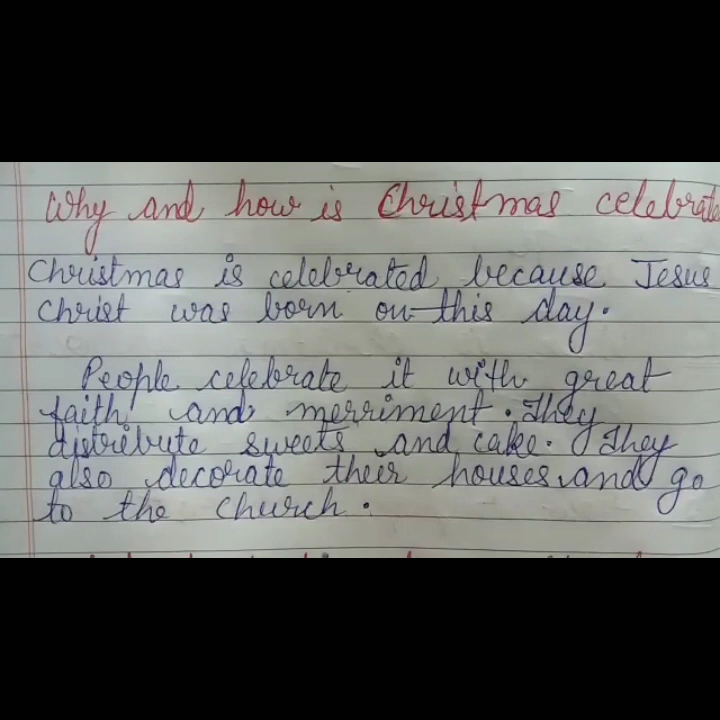 Why and how is Christmas celebrate
Christmas is celebrated because Jesus
Christ was born on this day.
People celebrate it with great
faith and merriment. They
distribute sweets and cake. They
also decorate their houses and go
to the church.